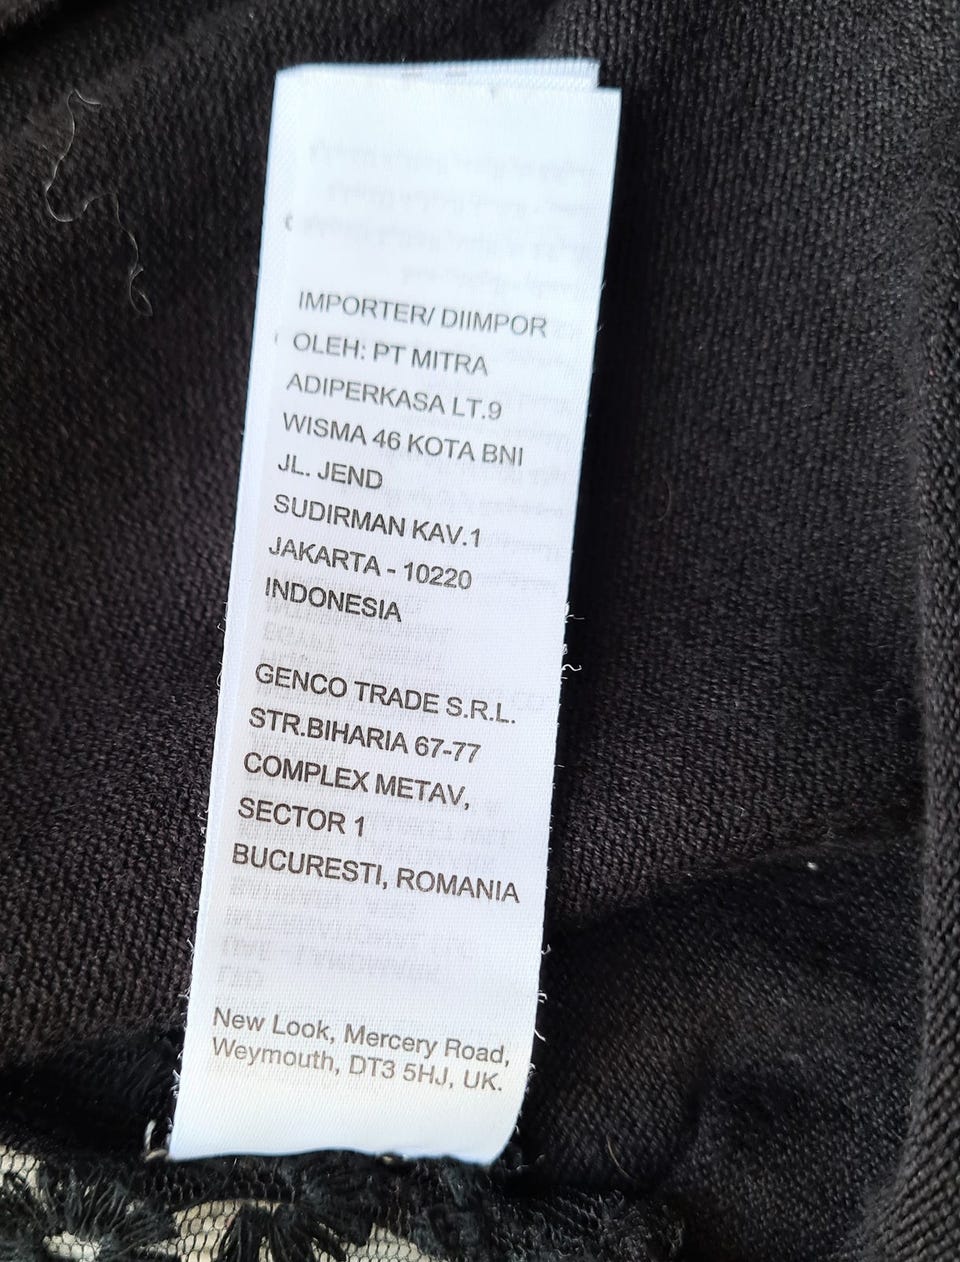 IMPORTER/ DIIMPOR
OLEH: PT MITRA
ADIPERKASA LT.9
WISMA 46 KOTA BNI
JL. JEND
SUDIRMAN KAV.1
JAKARTA - 10220
INDONESIA
GENCO TRADE S.R.L.
STR.BIHARIA 67-77
COMPLEX METAV,
SECTOR 1
BUCURESTI, ROMANIA
New Look, Mercery Road,
Weymouth, DT3 5HJ, UK.